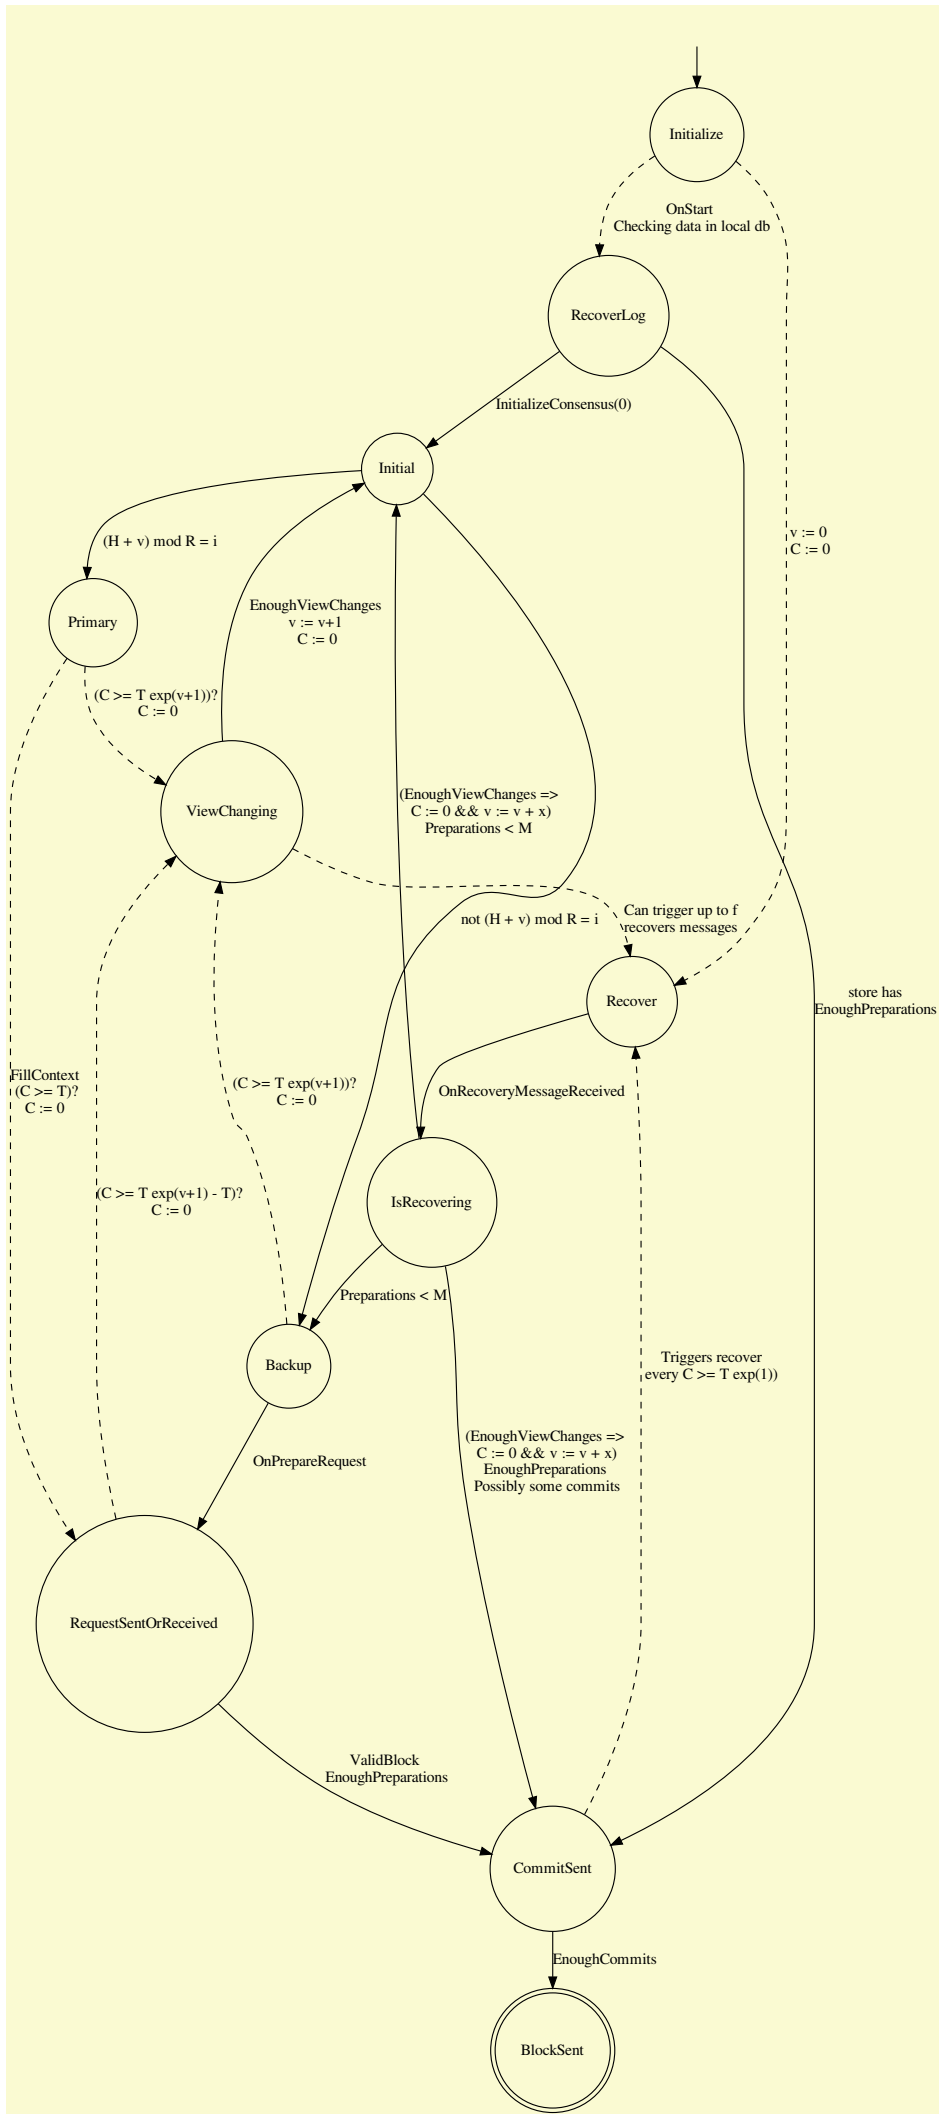 Initialize
OnStart
Checking data in local db
RecoverLog
InitializeConsensus(0)
Initial
(H + v) mod R = i
v := 0
C := 0
Primary
EnoughViewChanges
v := v+1
C := 0
(C >= T exp(v+1))?
C := 0
ViewChanging
(EnoughViewChanges =>
C := 0 && v := v + x)
Preparations < M
not (H + v) mod R = i
Can trigger up to f
recovers messages
Recover
store has
EnoughPreparations
FillContext
(C >= T)?
C := 0
(C >= T exp(v+1))?
C := 0
OnRecoveryMessageReceived
(C >= T exp(v+1) - T)?
C := 0
IsRecovering
Preparations < M
Backup
Triggers recover
every C >= T exp(1))
OnPrepareRequest
(EnoughViewChanges =>
C := 0 && v := v + x)
EnoughPreparations
Possibly some commits
RequestSentOrReceived
ValidBlock
EnoughPreparations
CommitSent
EnoughCommits
BlockSent